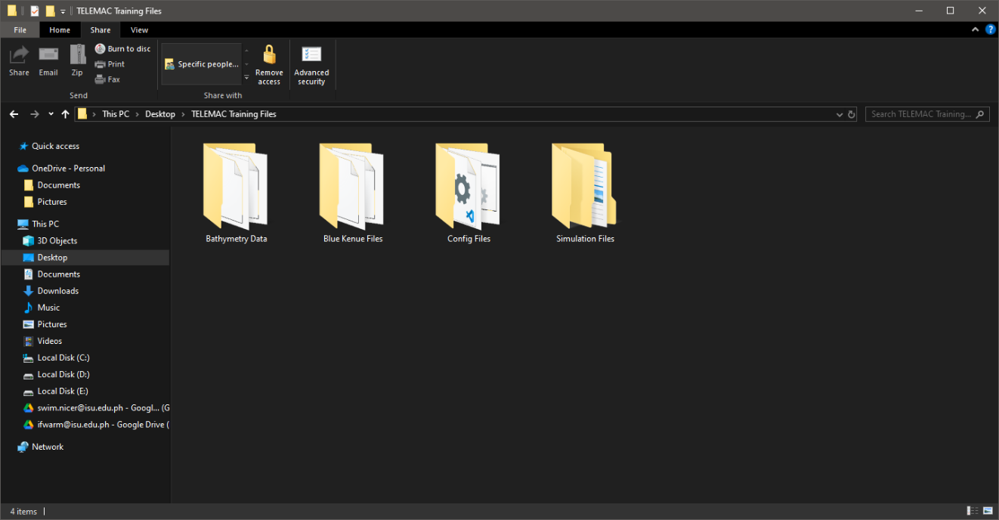 TELEMAC Training Files
File Home Share View
Share Email Zip
Burn to disc
Print
Fax
Send
Specific people...
Share with
Remove
access
Advanced
security
This PC > Desktop > TELEMAC Training Files
Search TELEMAC Training...
Quick access
OneDrive - Personal
Documents
Pictures
This PC
3D Objects
Desktop
Documents
Downloads
Music
Pictures
Videos
Local Disk (C:)
Local Disk (D:)
Local Disk (E:)
swim.nicer@isu.edu.ph - Googl... (G
ifwarm@isu.edu.ph - Google Drive (
Network
Bathymetry Data
Blue Kenue Files
Config Files
Simulation Files
4 items